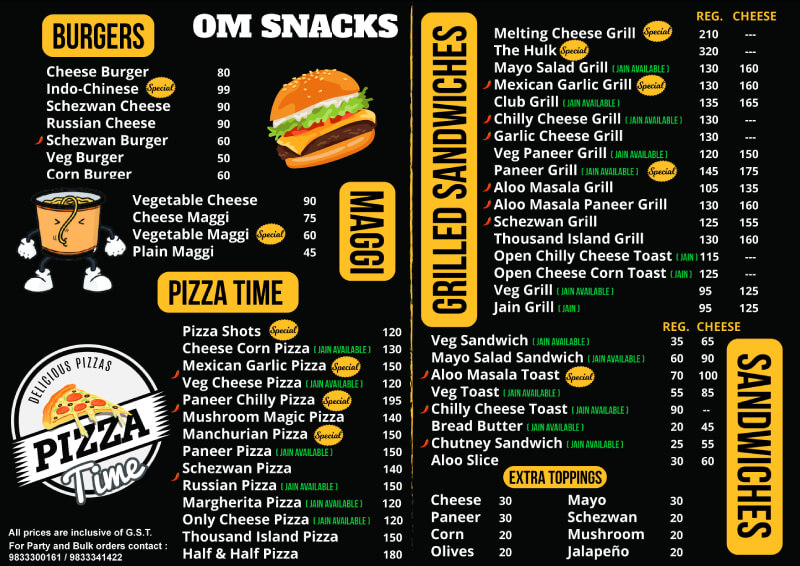 OM SNACKS
BURGERS
Cheese Burger 80
Indo-Chinese Special 99
Schezwan Cheese 90
Russian Cheese 90
Schezwan Burger 60
Veg Burger 50
Corn Burger 60
MAGGI
Vegetable Cheese 90
Cheese Maggi 75
Vegetable Maggi Special 60
Plain Maggi 45
PIZZA TIME
Pizza Shots Special 120
Cheese Corn Pizza ( JAIN AVAILABLE ) 130
Mexican Garlic Pizza Special 150
Veg Cheese Pizza ( JAIN AVAILABLE ) 120
Paneer Chilly Pizza Special 195
Mushroom Magic Pizza 140
Manchurian Pizza Special 150
Paneer Pizza ( JAIN AVAILABLE ) 150
Schezwan Pizza 140
Russian Pizza ( JAIN AVAILABLE ) 150
Margherita Pizza ( JAIN AVAILABLE ) 120
Only Cheese Pizza ( JAIN AVAILABLE ) 120
Thousand Island Pizza 150
Half & Half Pizza 180
DELICIOUS PIZZAS
PIZZA
Time
All prices are inclusive of G.S.T.
For Party and Bulk orders contact :
9833300161 / 9833341422
GRILLED SANDWICHES
REG. CHEESE
Melting Cheese Grill Special 210 ---
The Hulk Special 320 ---
Mayo Salad Grill ( JAIN AVAILABLE ) 130 160
Mexican Garlic Grill Special 130 160
Club Grill ( JAIN AVAILABLE ) 135 165
Chilly Cheese Grill ( JAIN AVAILABLE ) 130 ---
Garlic Cheese Grill 130 ---
Veg Paneer Grill ( JAIN AVAILABLE ) 120 150
Paneer Grill ( JAIN AVAILABLE ) Special 145 175
Aloo Masala Grill 105 135
Aloo Masala Paneer Grill 130 160
Schezwan Grill 125 155
Thousand Island Grill 130 160
Open Chilly Cheese Toast ( JAIN ) 115 ---
Open Cheese Corn Toast ( JAIN ) 125 ---
Veg Grill ( JAIN AVAILABLE ) 95 125
Jain Grill ( JAIN ) 95 125
SANDWICHES
REG. CHEESE
Veg Sandwich ( JAIN AVAILABLE ) 35 65
Mayo Salad Sandwich ( JAIN AVAILABLE ) 60 90
Aloo Masala Toast Special 70 100
Veg Toast ( JAIN AVAILABLE ) 55 85
Chilly Cheese Toast ( JAIN AVAILABLE ) 90 --
Bread Butter ( JAIN AVAILABLE ) 20 45
Chutney Sandwich ( JAIN AVAILABLE ) 25 55
Aloo Slice 30 60
EXTRA TOPPINGS
Cheese 30 Mayo 30
Paneer 30 Schezwan 20
Corn 20 Mushroom 20
Olives 20 Jalapeño 20